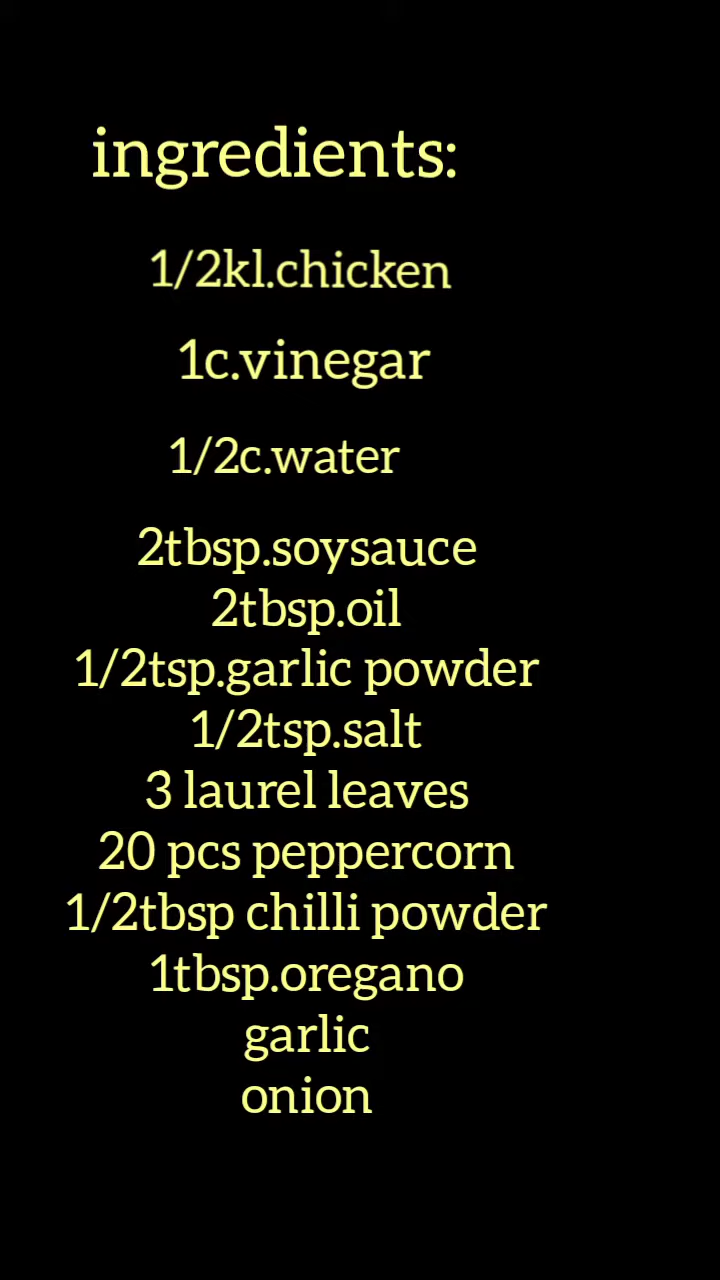 ingredients:
1/2kl.chicken
1c.vinegar
1/2c.water
2tbsp.soysauce
2tbsp.oil
1/2tsp.garlic powder
1/2tsp.salt
3 laurel leaves
20 pcs peppercorn
1/2tbsp chilli powder
1tbsp.oregano
garlic
onion